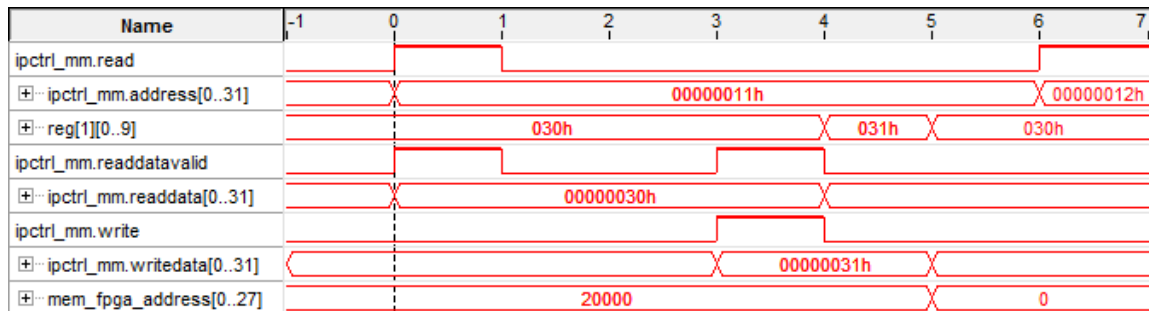 Name -1 0 1 2 3 4 5 6 7
ipctrl_mm.read
ipctrl_mm.address[0..31] 00000011h 00000012h
reg[1][0..9] 030h 031h 030h
ipctrl_mm.readdatavalid
ipctrl_mm.readdata[0..31] 00000030h
ipctrl_mm.write
ipctrl_mm.writedata[0..31] 00000031h
mem_fpga_address[0..27] 20000 0